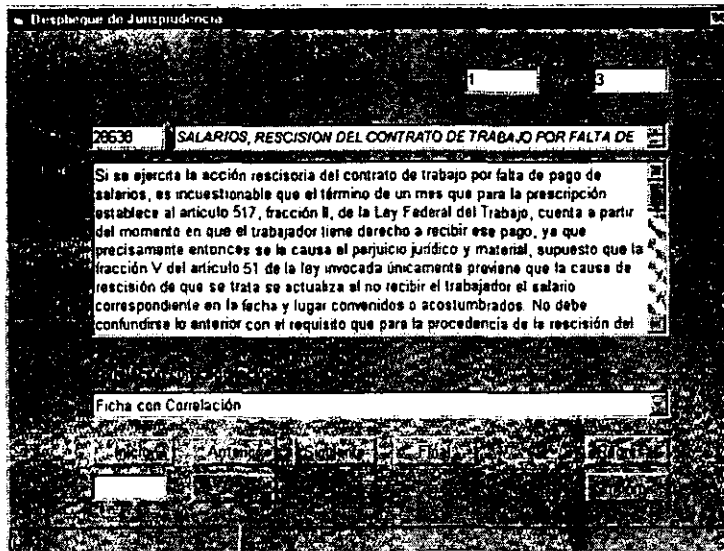 Despliegue de Jurisprudencia
1 3
28638 SALARIOS, RESCISION DEL CONTRATO DE TRABAJO POR FALTA DE
Si se ejercita la acción rescisoria del contrato de trabajo por falta de pago de
salarios, es incuestionable que el término de un mes que para la prescripción
establece al artículo 517, fracción II, de la Ley Federal del Trabajo, cuenta a partir
del momento en que el trabajador tiene derecho a recibir ese pago, ya que
precisamente entonces se la causa el perjuicio jurídico y material, supuesto que la
fracción V del artículo 51 de la ley invocada únicamente previene que la causa de
rescisión de que se trata se actualiza al no recibir el trabajador el salario
correspondiente en la fecha y lugar convenidos o acostumbrados. No debe
confundirse lo anterior con el requisito que para la procedencia de la rescisión del
Ficha con Correlación
Anterior Siguiente Final Regresar